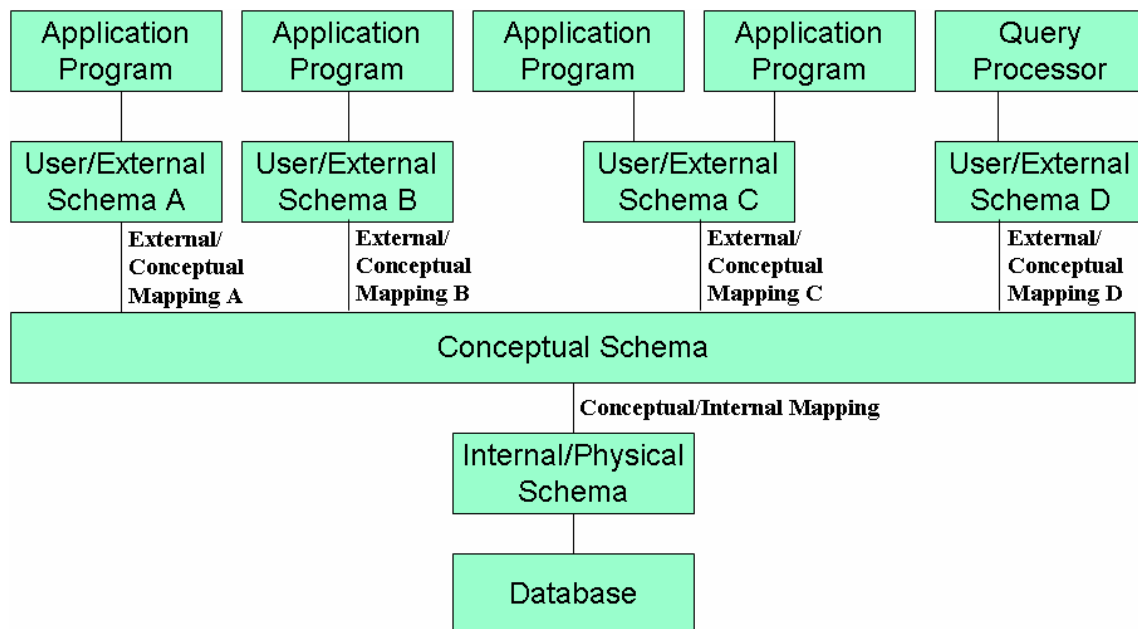 Application
Program
Application
Program
Application
Program
Application
Program
Query
Processor
User/External
Schema A
User/External
Schema B
User/External
Schema C
User/External
Schema D
External/
Conceptual
Mapping A
External/
Conceptual
Mapping B
External/
Conceptual
Mapping C
External/
Conceptual
Mapping D
Conceptual Schema
Conceptual/Internal Mapping
Internal/Physical
Schema
Database